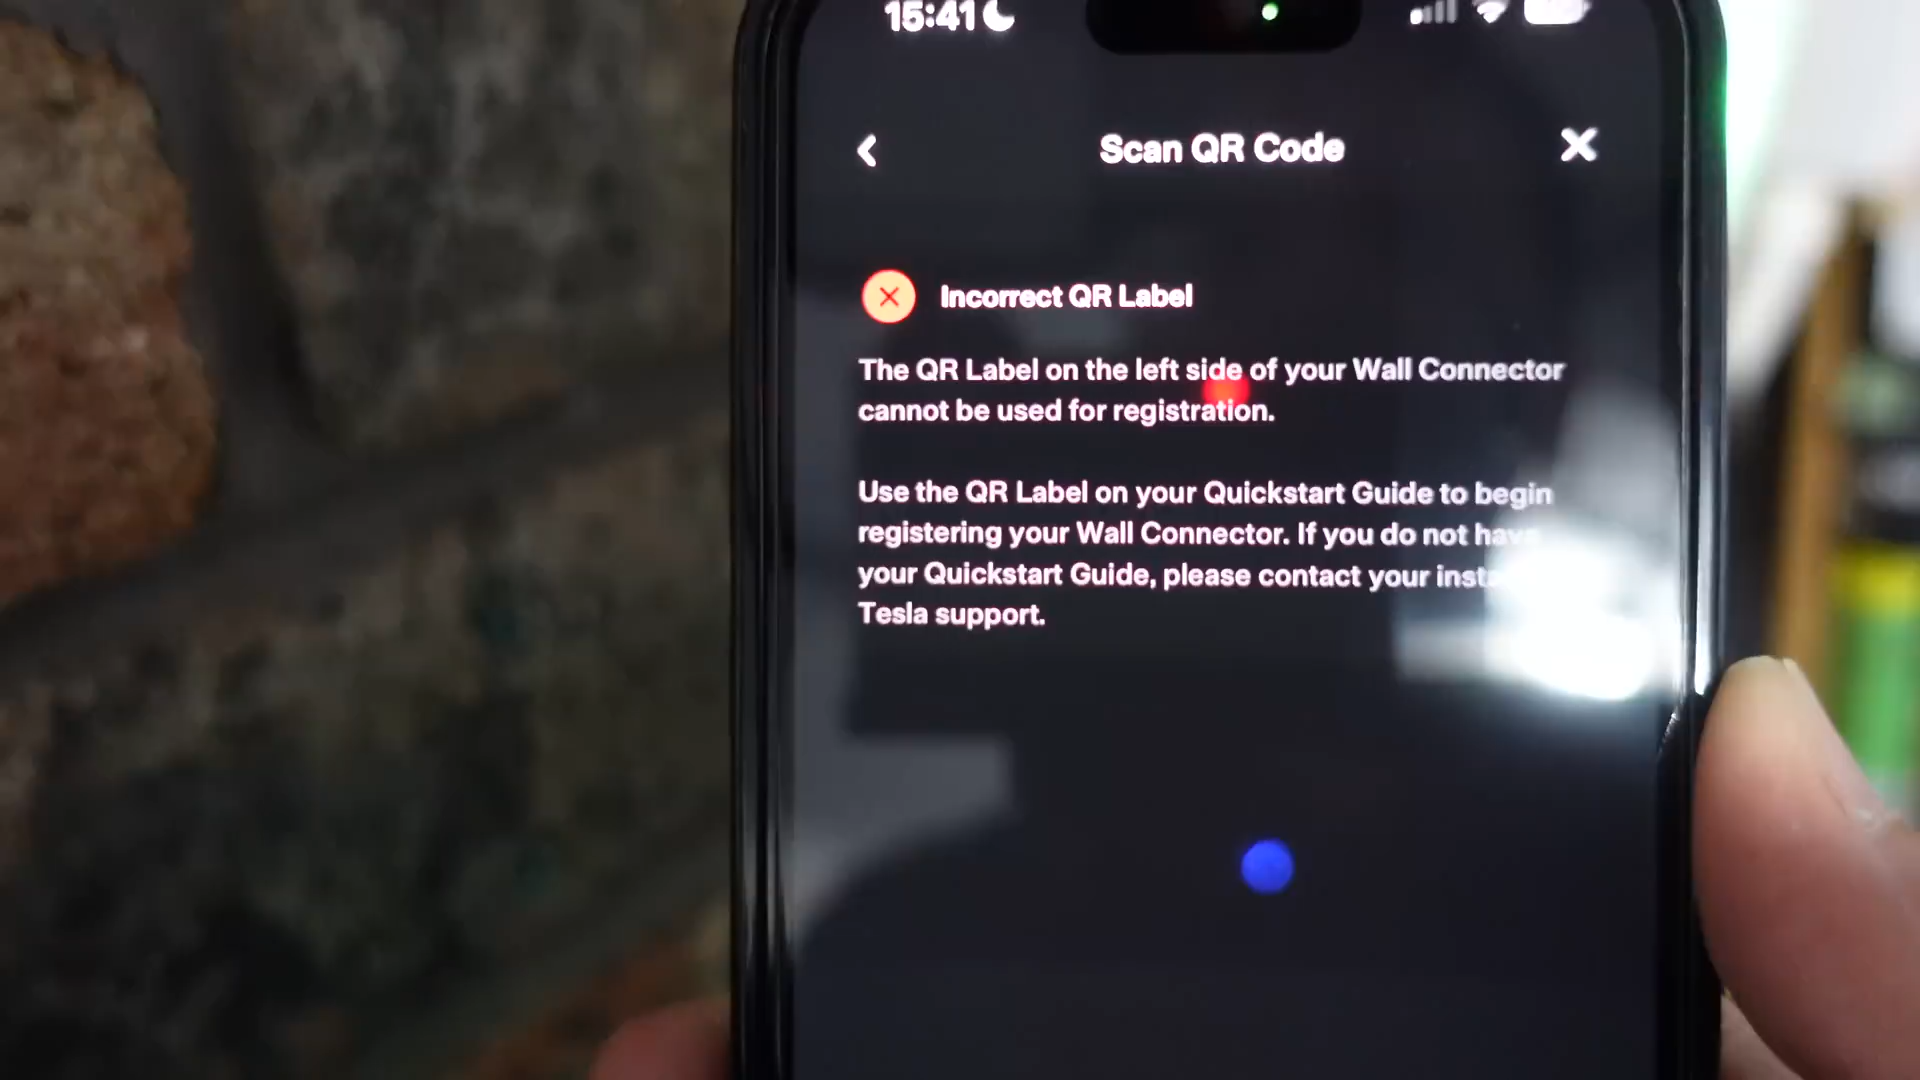 15:41
Scan QR Code
Incorrect QR Label
The QR Label on the left side of your Wall Connector
cannot be used for registration.
Use the QR Label on your Quickstart Guide to begin
registering your Wall Connector. If you do not have
your Quickstart Guide, please contact your
Tesla support.